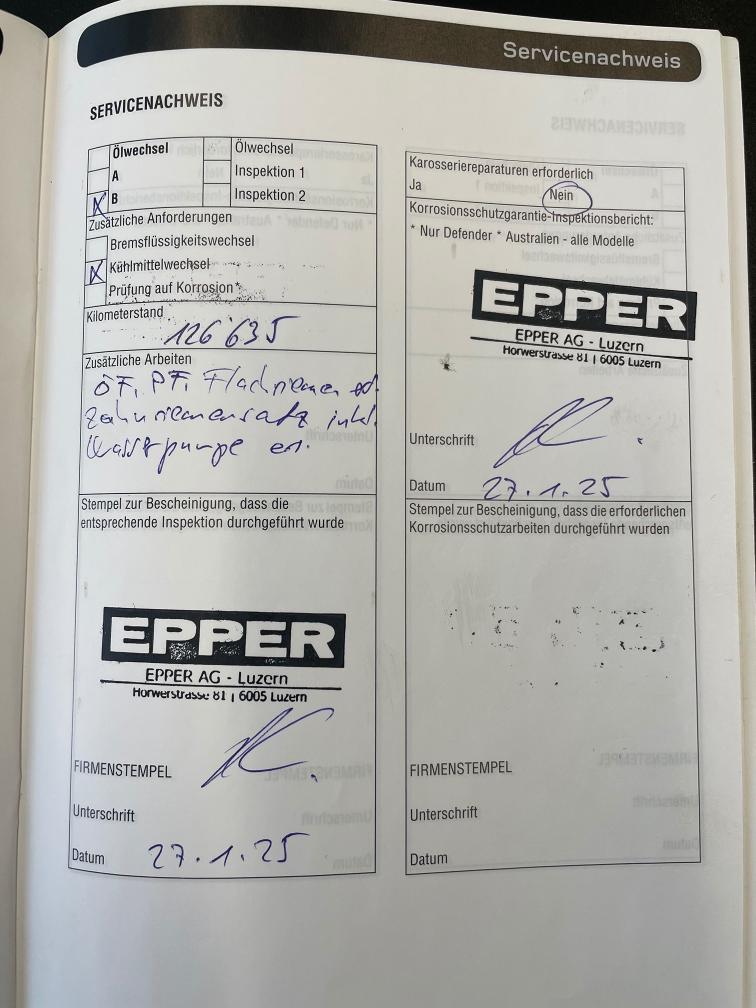 Servicenachweis
SERVICENACHWEIS
Ölwechsel Ölwechsel
A Inspektion 1
B Inspektion 2
Zusätzliche Anforderungen
Bremsflüssigkeitswechsel
Kühlmittelwechsel
Prüfung auf Korrosion*
Kilometerstand
126'635
Zusätzliche Arbeiten
ÖF, PF, Flachriemen
Zahnriemensatz inkl.
Wasserpumpe ers.
Stempel zur Bescheinigung, dass die
entsprechende Inspektion durchgeführt wurde
EPPER
EPPER AG - Luzern
Horwerstrasse 81 | 6005 Luzern
FIRMENSTEMPEL
Unterschrift
Datum 27.1.25
Karosseriereparaturen erforderlich
Ja Nein
Korrosionsschutzgarantie-Inspektionsbericht:
* Nur Defender * Australien - alle Modelle
EPPER
EPPER AG - Luzern
Horwerstrasse 81 | 6005 Luzern
Unterschrift
Datum 27.1.25
Stempel zur Bescheinigung, dass die erforderlichen
Korrosionsschutzarbeiten durchgeführt wurden
FIRMENSTEMPEL
Unterschrift
Datum